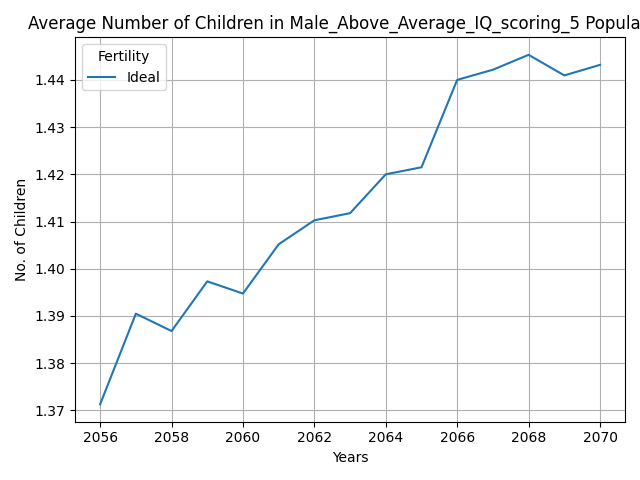 Average Number of Children in Male_Above_Average_IQ_scoring_5 Popula
Fertility
Ideal
1.44
1.43
1.42
1.41
1.40
1.39
1.38
1.37
No. of Children
2056 2058 2060 2062 2064 2066 2068 2070
Years